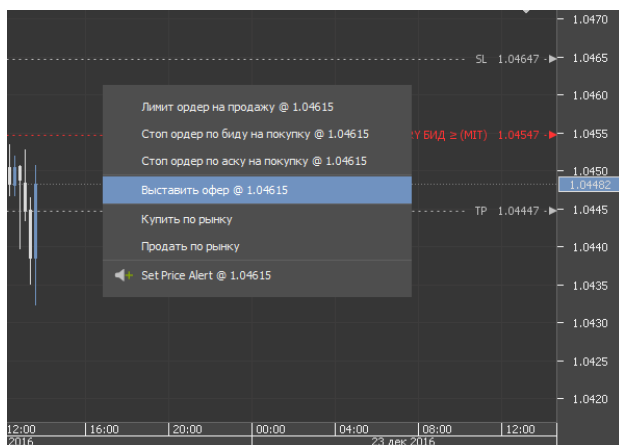 1.0470
SL 1.04647
1.0465
1.0460
Лимит ордер на продажу @ 1.04615
Стоп ордер по биду на покупку @ 1.04615
БИД ≥ (MIT) 1.04547
1.0455
Стоп ордер по аску на покупку @ 1.04615
1.0450
Выставить офер @ 1.04615
1.04482
Купить по рынку
TP 1.04447
1.0445
Продать по рынку
1.0440
Set Price Alert @ 1.04615
1.0435
1.0430
1.0425
1.0420
12:00 16:00 20:00 00:00 04:00 08:00 12:00
2016 23 дек 2016